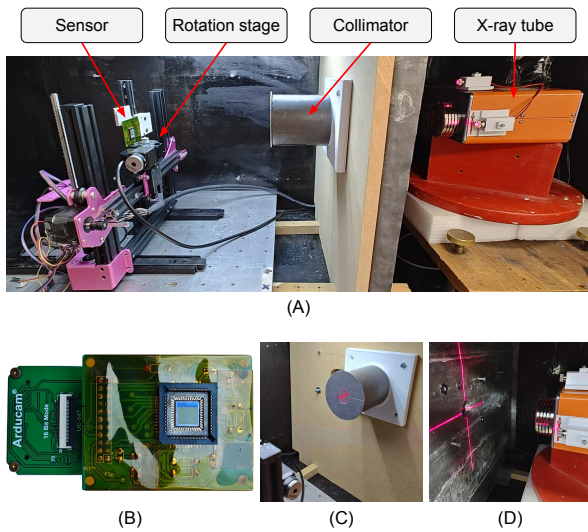 Sensor
Rotation stage
Collimator
X-ray tube
(A)
Arducam
16 Bit Mode
(B)
(C)
(D)